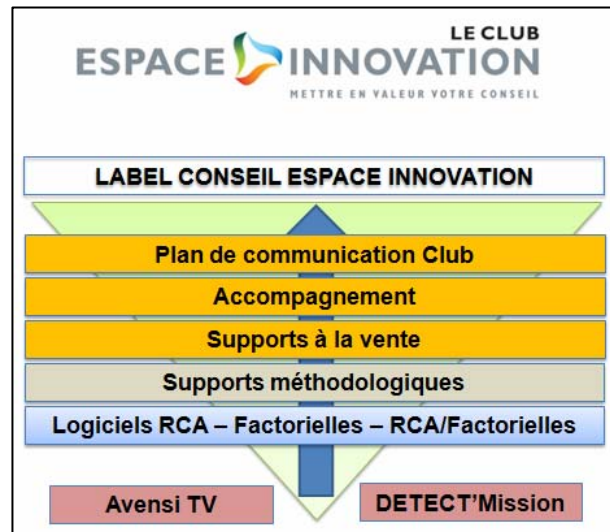 LE CLUB
ESPACE INNOVATION
METTRE EN VALEUR VOTRE CONSEIL
LABEL CONSEIL ESPACE INNOVATION
Plan de communication Club
Accompagnement
Supports à la vente
Supports méthodologiques
Logiciels RCA – Factorielles – RCA/Factorielles
Avensi TV
DETECT’Mission